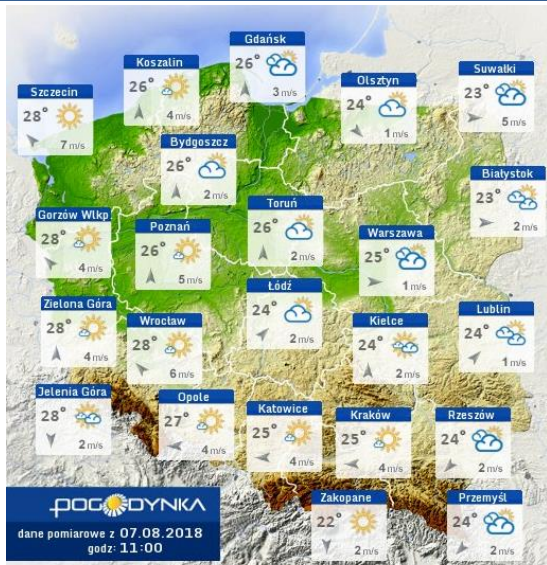 Gdańsk
26°
3 m/s
Koszalin
26°
4 m/s
Suwałki
23°
5 m/s
Olsztyn
24°
1 m/s
Szczecin
28°
7 m/s
Bydgoszcz
26°
2 m/s
Białystok
23°
2 m/s
Toruń
26°
2 m/s
Gorzów Wlkp.
28°
4 m/s
Poznań
26°
5 m/s
Warszawa
25°
1 m/s
Łódź
24°
2 m/s
Zielona Góra
28°
4 m/s
Wrocław
28°
6 m/s
Kielce
24°
2 m/s
Lublin
24°
1 m/s
Jelenia Góra
28°
2 m/s
Opole
27°
4 m/s
Katowice
25°
4 m/s
Kraków
25°
4 m/s
Rzeszów
24°
2 m/s
Zakopane
22°
2 m/s
Przemyśl
24°
2 m/s
POGODYNKA
dane pomiarowe z 07.08.2018
godz: 11:00